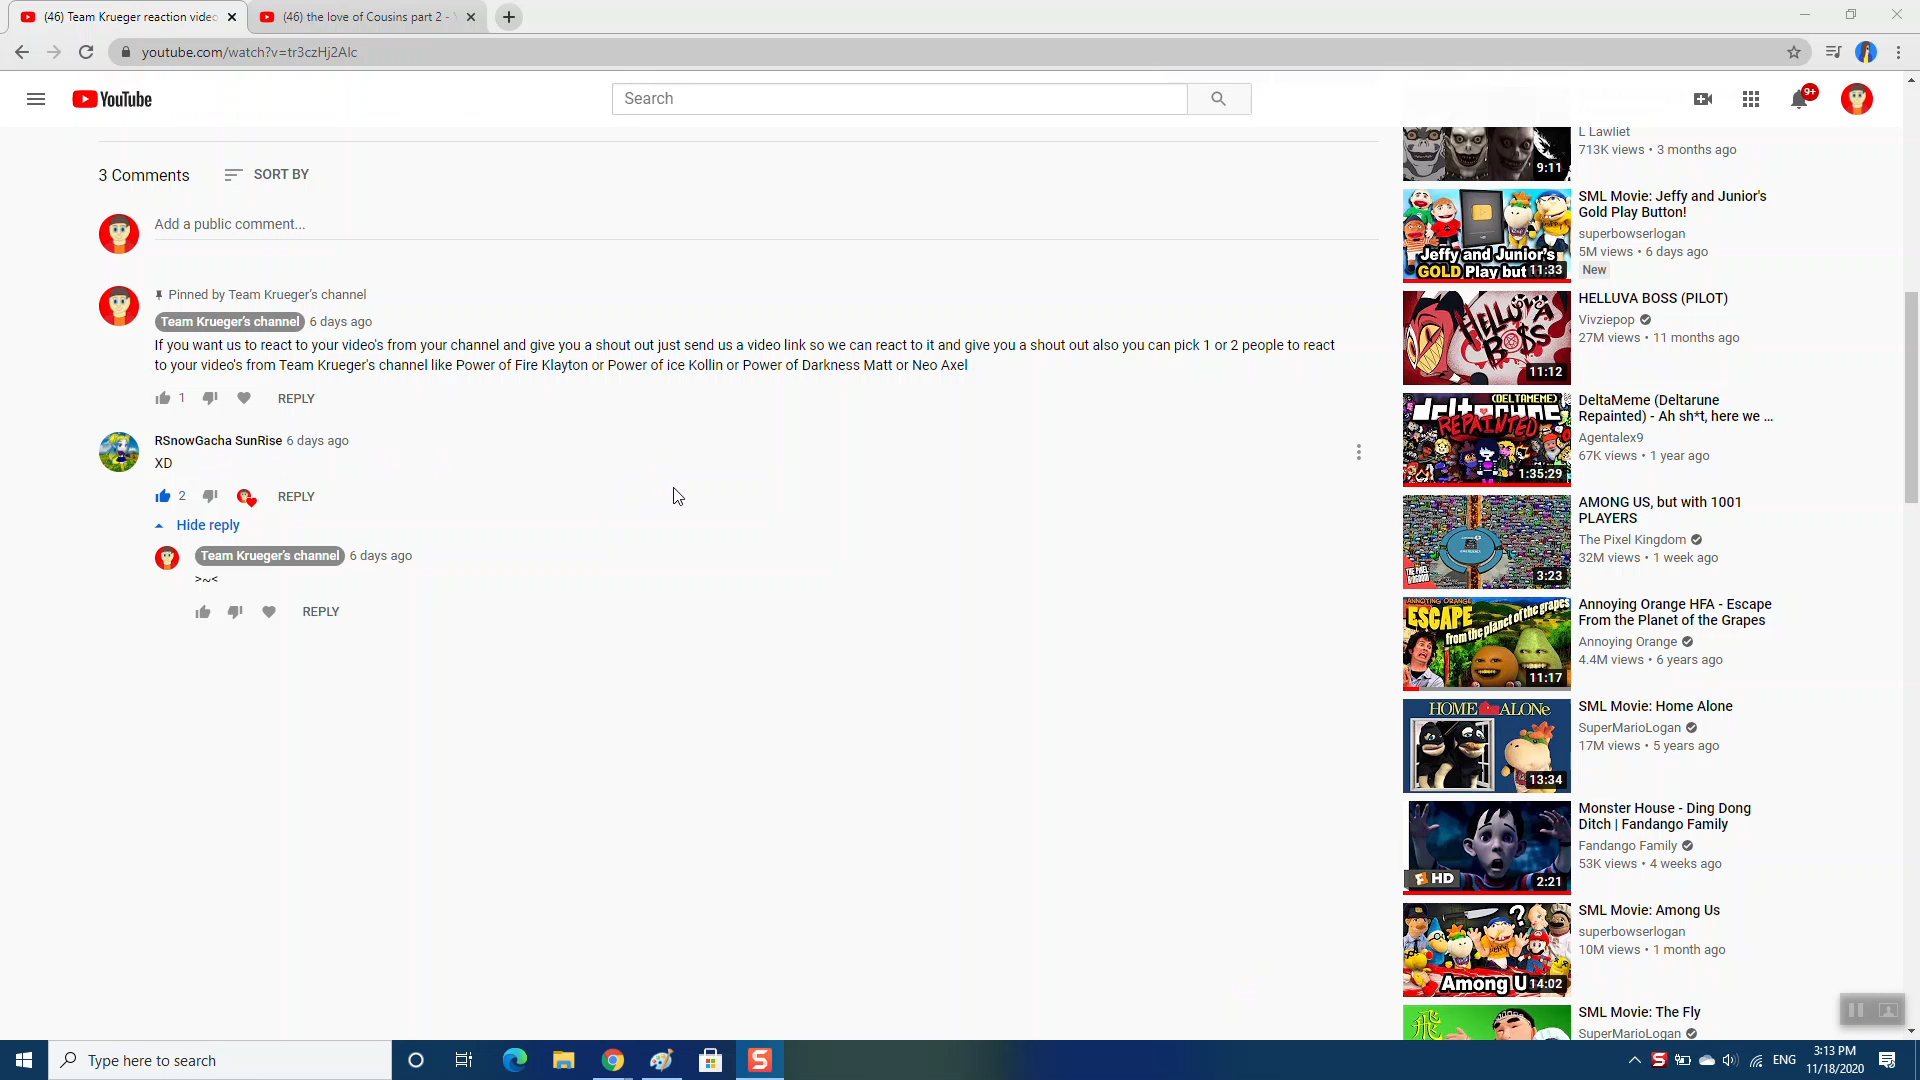 (46) Team Krueger reaction video
(46) the love of Cousins part 2 -
youtube.com/watch?v=tr3czHj2AIc
YouTube
Search
9+
3 Comments
SORT BY
Add a public comment...
Pinned by Team Krueger's channel
Team Krueger's channel 6 days ago
If you want us to react to your video's from your channel and give you a shout out just send us a video link so we can react to it and give you a shout out also you can pick 1 or 2 people to react
to your video's from Team Krueger's channel like Power of Fire Klayton or Power of ice Kollin or Power of Darkness Matt or Neo Axel
1 REPLY
RSnowGacha SunRise 6 days ago
XD
2 REPLY
Hide reply
Team Krueger's channel 6 days ago
>~<
REPLY
9:11
L Lawliet
713K views • 3 months ago
Jeffy and Junior's
GOLD Play but
11:33
SML Movie: Jeffy and Junior's
Gold Play Button!
superbowserlogan
5M views • 6 days ago
New
HELLUVA
BOSS
11:12
HELLUVA BOSS (PILOT)
Vivziepop
27M views • 11 months ago
(DELTAMEME)
deltarune
REPAINTED
1:35:29
DeltaMeme (Deltarune
Repainted) - Ah sh*t, here we ...
Agentalex9
67K views • 1 year ago
THE PIXEL
KINGDOM
3:23
AMONG US, but with 1001
PLAYERS
The Pixel Kingdom
32M views • 1 week ago
ANNOYING ORANGE HFA
ESCAPE
from the planet of the grapes
11:17
Annoying Orange HFA - Escape
From the Planet of the Grapes
Annoying Orange
4.4M views • 6 years ago
HOME ALONe
13:34
SML Movie: Home Alone
SuperMarioLogan
17M views • 5 years ago
F HD
2:21
Monster House - Ding Dong
Ditch | Fandango Family
Fandango Family
53K views • 4 weeks ago
?
Among U
14:02
SML Movie: Among Us
superbowserlogan
10M views • 1 month ago
飛
SML Movie: The Fly
SuperMarioLogan
Type here to search
S
ENG
3:13 PM
11/18/2020